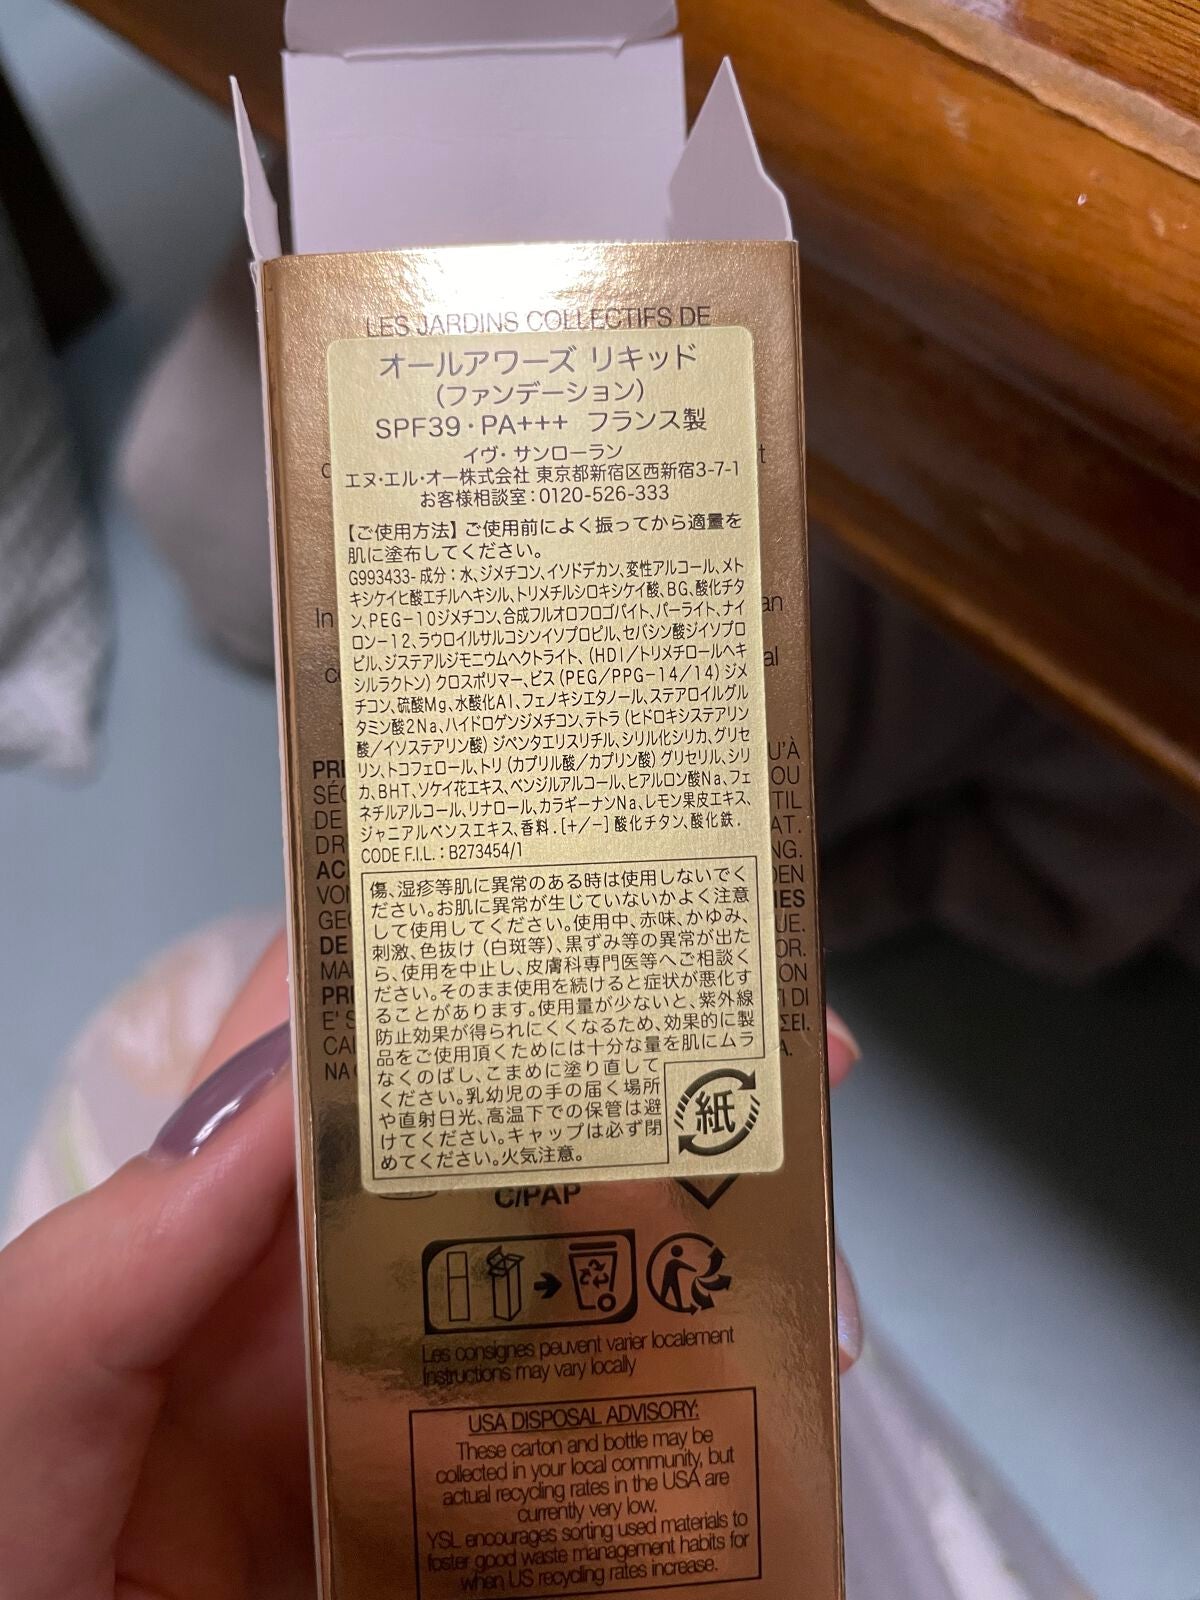 LES JARDINS COLLECTIFS DE
オールアワーズ リキッド
(ファンデーション)
SPF39・PA+++ フランス製
イヴ・サンローラン
エヌ・エル・オー株式会社 東京都新宿区西新宿3-7-1
お客様相談室:0120-526-333
【ご使用方法】ご使用前によく振ってから適量を
肌に塗布してください。
G993433-成分:水、ジメチコン、イソドデカン、変性アルコール、メト
キシケイヒ酸エチルヘキシル、トリメチルシロキシケイ酸、BG、酸化チタ
ン、PEG-10ジメチコン、合成フルオロフロゴパイト、パーライト、ナイ
ロン-12、ラウロイルサルコシンイソプロピル、セバシン酸ジイソプロ
ピル、ジステアルジモニウムヘクトライト、(HDI/トリメチロールヘキ
シルラクトン)クロスポリマー、ビス(PEG/PPG-14/14)ジメ
チコン、硫酸Mg、水酸化Al、フェノキシエタノール、ステアロイルグル
タミン酸2Na、ハイドロゲンジメチコン、テトラ(ヒドロキシステアリン
酸/イソステアリン酸)ジペンタエリスリチル、シリル化シリカ、グリセ
リン、トコフェロール、トリ(カプリル酸/カプリン酸)グリセリル、シリ
カ、BHT、ソケイ花エキス、ベンジルアルコール、ヒアルロン酸Na、フェ
ネチルアルコール、リナロール、カラギーナンNa、レモン果皮エキス、
ジャニアルベンスエキス、香料.[+/-]酸化チタン、酸化鉄.
CODE F.I.L.:B273454/1
傷、湿疹等肌に異常のある時は使用しないでく
ださい。お肌に異常が生じていないかよく注意
して使用してください。使用中、赤味、かゆみ、
刺激、色抜け(白斑等)、黒ずみ等の異常が出た
ら、使用を中止し、皮膚科専門医等へご相談く
ださい。そのまま使用を続けると症状が悪化す
ることがあります。使用量が少ないと、紫外線
防止効果が得られにくくなるため、効果的に製
品をご使用頂くためには十分な量を肌にムラ
なくのばし、こまめに塗り直して
ください。乳幼児の手の届く場所
や直射日光、高温下での保管は避
けてください。キャップは必ず閉
めてください。火気注意。
紙
C/PAP
Les consignes peuvent varier localement
Instructions may vary locally
USA DISPOSAL ADVISORY:
These carton and bottle may be
collected in your local community, but
actual recycling rates in the USA are
currently very low.
YSL encourages sorting used materials to
foster good waste management habits for
when US recycling rates increase.